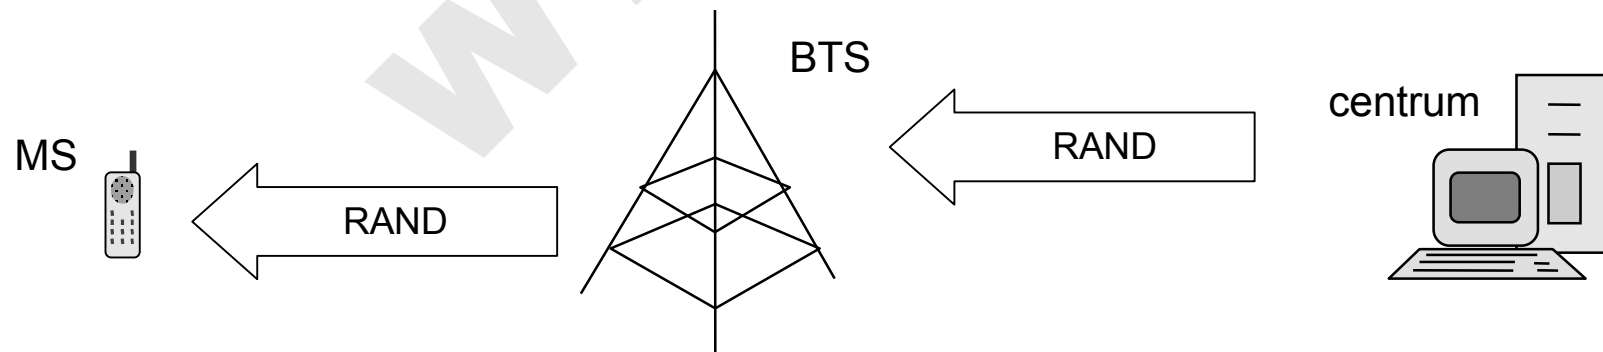 BTS
centrum
RAND
MS
RAND